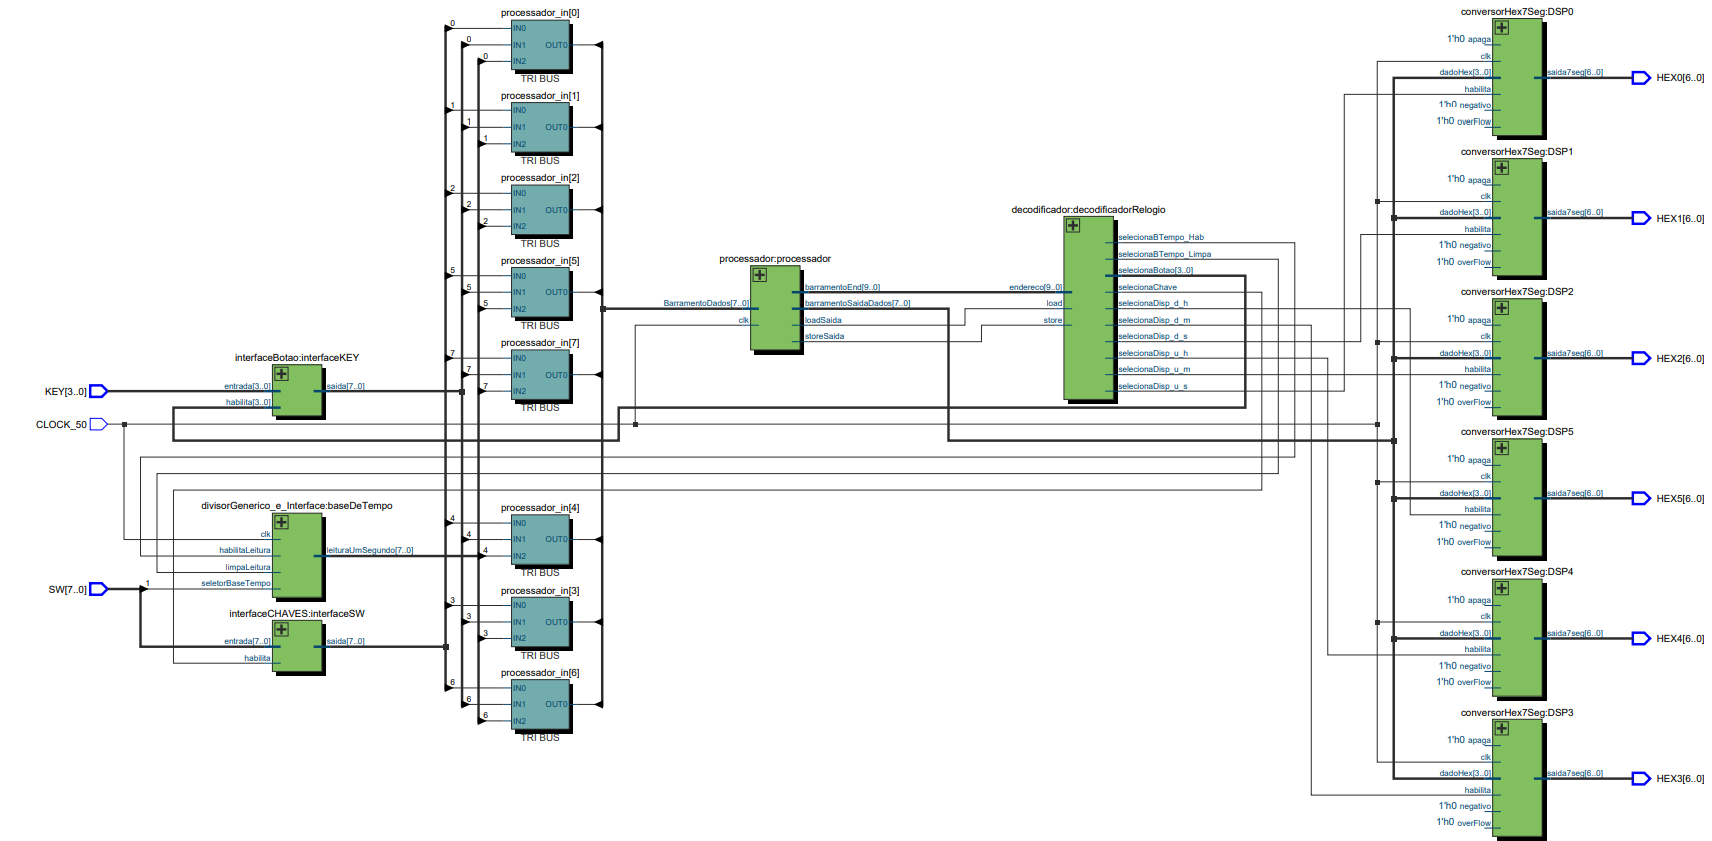 processador_in[0]
0
IN0
0
IN1
OUT0
0
IN2
TRI BUS
processador_in[1]
1
IN0
1
IN1
OUT0
1
IN2
TRI BUS
processador_in[2]
2
IN0
2
IN1
OUT0
2
IN2
TRI BUS
processador_in[5]
5
IN0
5
IN1
OUT0
5
IN2
TRI BUS
processador_in[7]
7
IN0
7
IN1
OUT0
7
IN2
TRI BUS
interfaceBotao:interfaceKEY
KEY[3..0]
entrada[3..0]
saida[7..0]
habilita[3..0]
CLOCK_50
divisorGenerico_e_Interface:baseDeTempo
clk
habilitaLeitura
leituraUmSegundo[7..0]
limpaLeitura
seletorBaseTempo
SW[7..0]
1
interfaceCHAVES:interfaceSW
entrada[7..0]
saida[7..0]
habilita
processador_in[4]
4
IN0
4
IN1
OUT0
4
IN2
TRI BUS
processador_in[3]
3
IN0
3
IN1
OUT0
3
IN2
TRI BUS
processador_in[6]
6
IN0
6
IN1
OUT0
6
IN2
TRI BUS
processador:processador
BarramentoDados[7..0]
clk
barramentoEnd[9..0]
barramentoSaidaDados[7..0]
loadSaida
storeSaida
decodificador:decodificadorRelogio
endereco[9..0]
load
store
selecionaBTempo_Hab
selecionaBTempo_Limpa
selecionaBotao[3..0]
selecionaChave
selecionaDisp_d_h
selecionaDisp_d_m
selecionaDisp_d_s
selecionaDisp_u_h
selecionaDisp_u_m
selecionaDisp_u_s
conversorHex7Seg:DSP0
1'h0 apaga
clk
dadoHex[3..0]
saida7seg[6..0]
HEX0[6..0]
habilita
1'h0 negativo
1'h0 overFlow
conversorHex7Seg:DSP1
1'h0 apaga
clk
dadoHex[3..0]
saida7seg[6..0]
HEX1[6..0]
habilita
1'h0 negativo
1'h0 overFlow
conversorHex7Seg:DSP2
1'h0 apaga
clk
dadoHex[3..0]
saida7seg[6..0]
HEX2[6..0]
habilita
1'h0 negativo
1'h0 overFlow
conversorHex7Seg:DSP5
1'h0 apaga
clk
dadoHex[3..0]
saida7seg[6..0]
HEX5[6..0]
habilita
1'h0 negativo
1'h0 overFlow
conversorHex7Seg:DSP4
1'h0 apaga
clk
dadoHex[3..0]
saida7seg[6..0]
HEX4[6..0]
habilita
1'h0 negativo
1'h0 overFlow
conversorHex7Seg:DSP3
1'h0 apaga
clk
dadoHex[3..0]
saida7seg[6..0]
HEX3[6..0]
habilita
1'h0 negativo
1'h0 overFlow